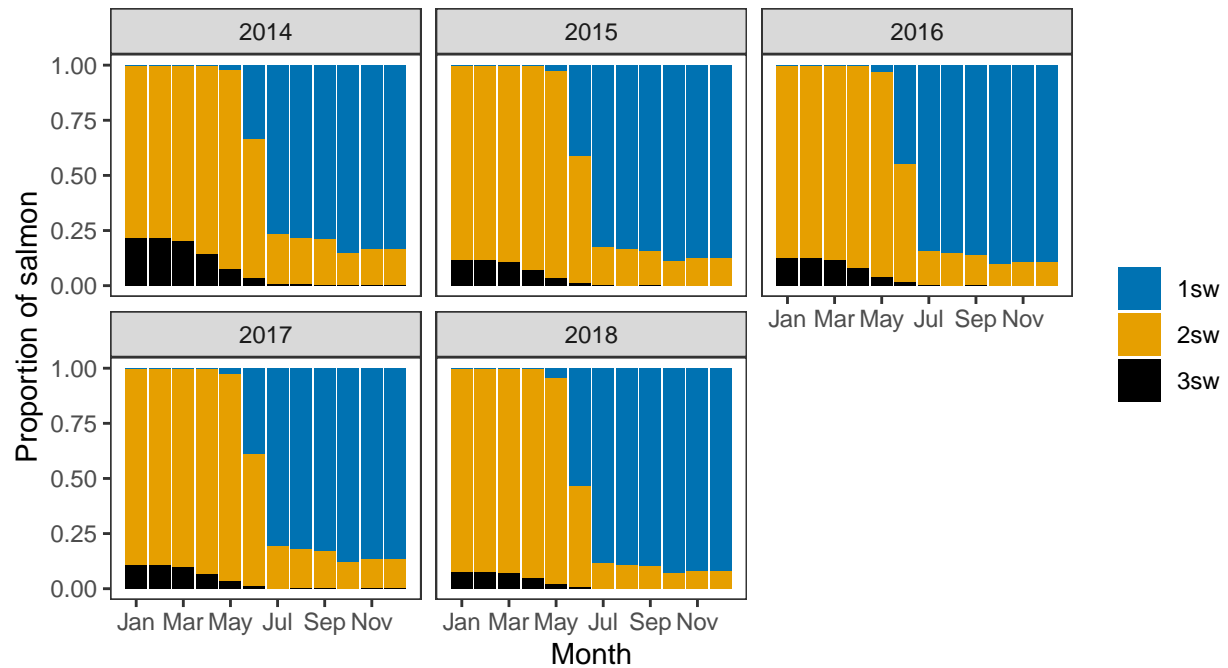 2014
2015
2016
1.00
0.75
0.50
0.25
0.00
Jan Mar May Jul Sep Nov
2017
2018
1.00
0.75
0.50
0.25
0.00
Jan Mar May Jul Sep Nov
Jan Mar May Jul Sep Nov
Proportion of salmon
Month
1sw
2sw
3sw